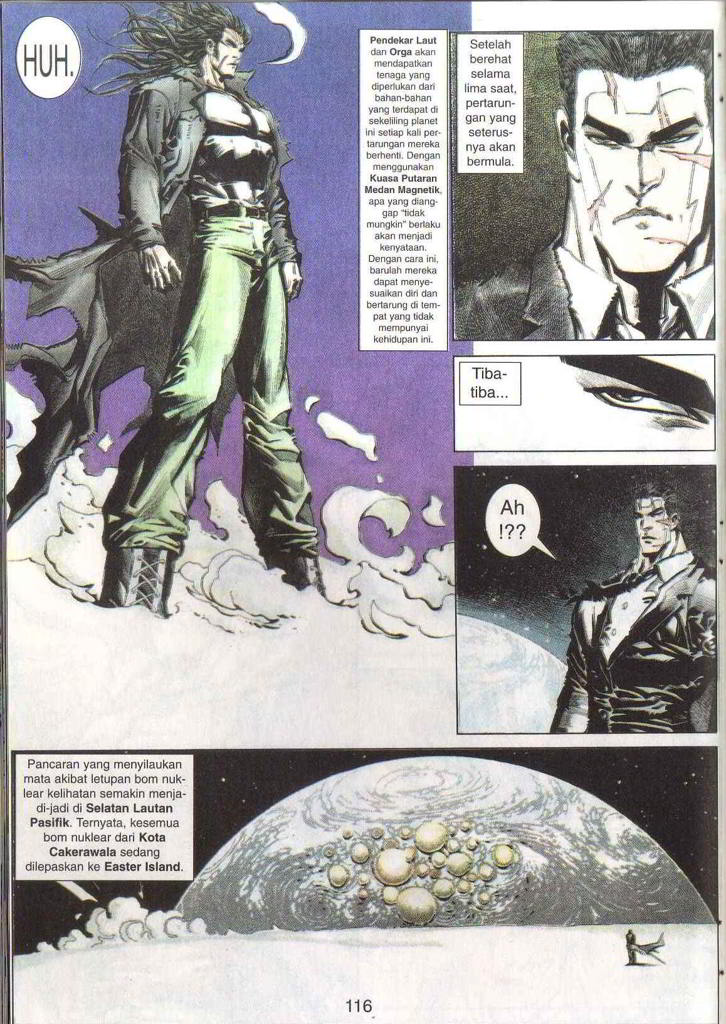 HUH.
Pendekar Laut
dan Orga akan
mendapatkan
tenaga yang
diperlukan dari
bahan-bahan
yang terdapat di
sekeliling planet
ini setiap kali per-
tarungan mereka
berhenti. Dengan
menggunakan
Kuasa Putaran
Medan Magnetik,
apa yang diang-
gap "tidak
mungkin" berlaku
akan menjadi
kenyataan.
Dengan cara ini,
barulah mereka
dapat menye-
suaikan diri dan
bertarung di tem-
pat yang tidak
mempunyai
kehidupan ini.
Setelah
berehat
selama
lima saat,
pertarun-
gan yang
seterus-
nya akan
bermula.
Tiba-
tiba...
Ah
!??
Pancaran yang menyilaukan
mata akibat letupan bom nuk-
lear kelihatan semakin menja-
di-jadi di Selatan Lautan
Pasifik. Ternyata, kesemua
bom nuklear dari Kota
Cakerawala sedang
dilepaskan ke Easter Island.
116